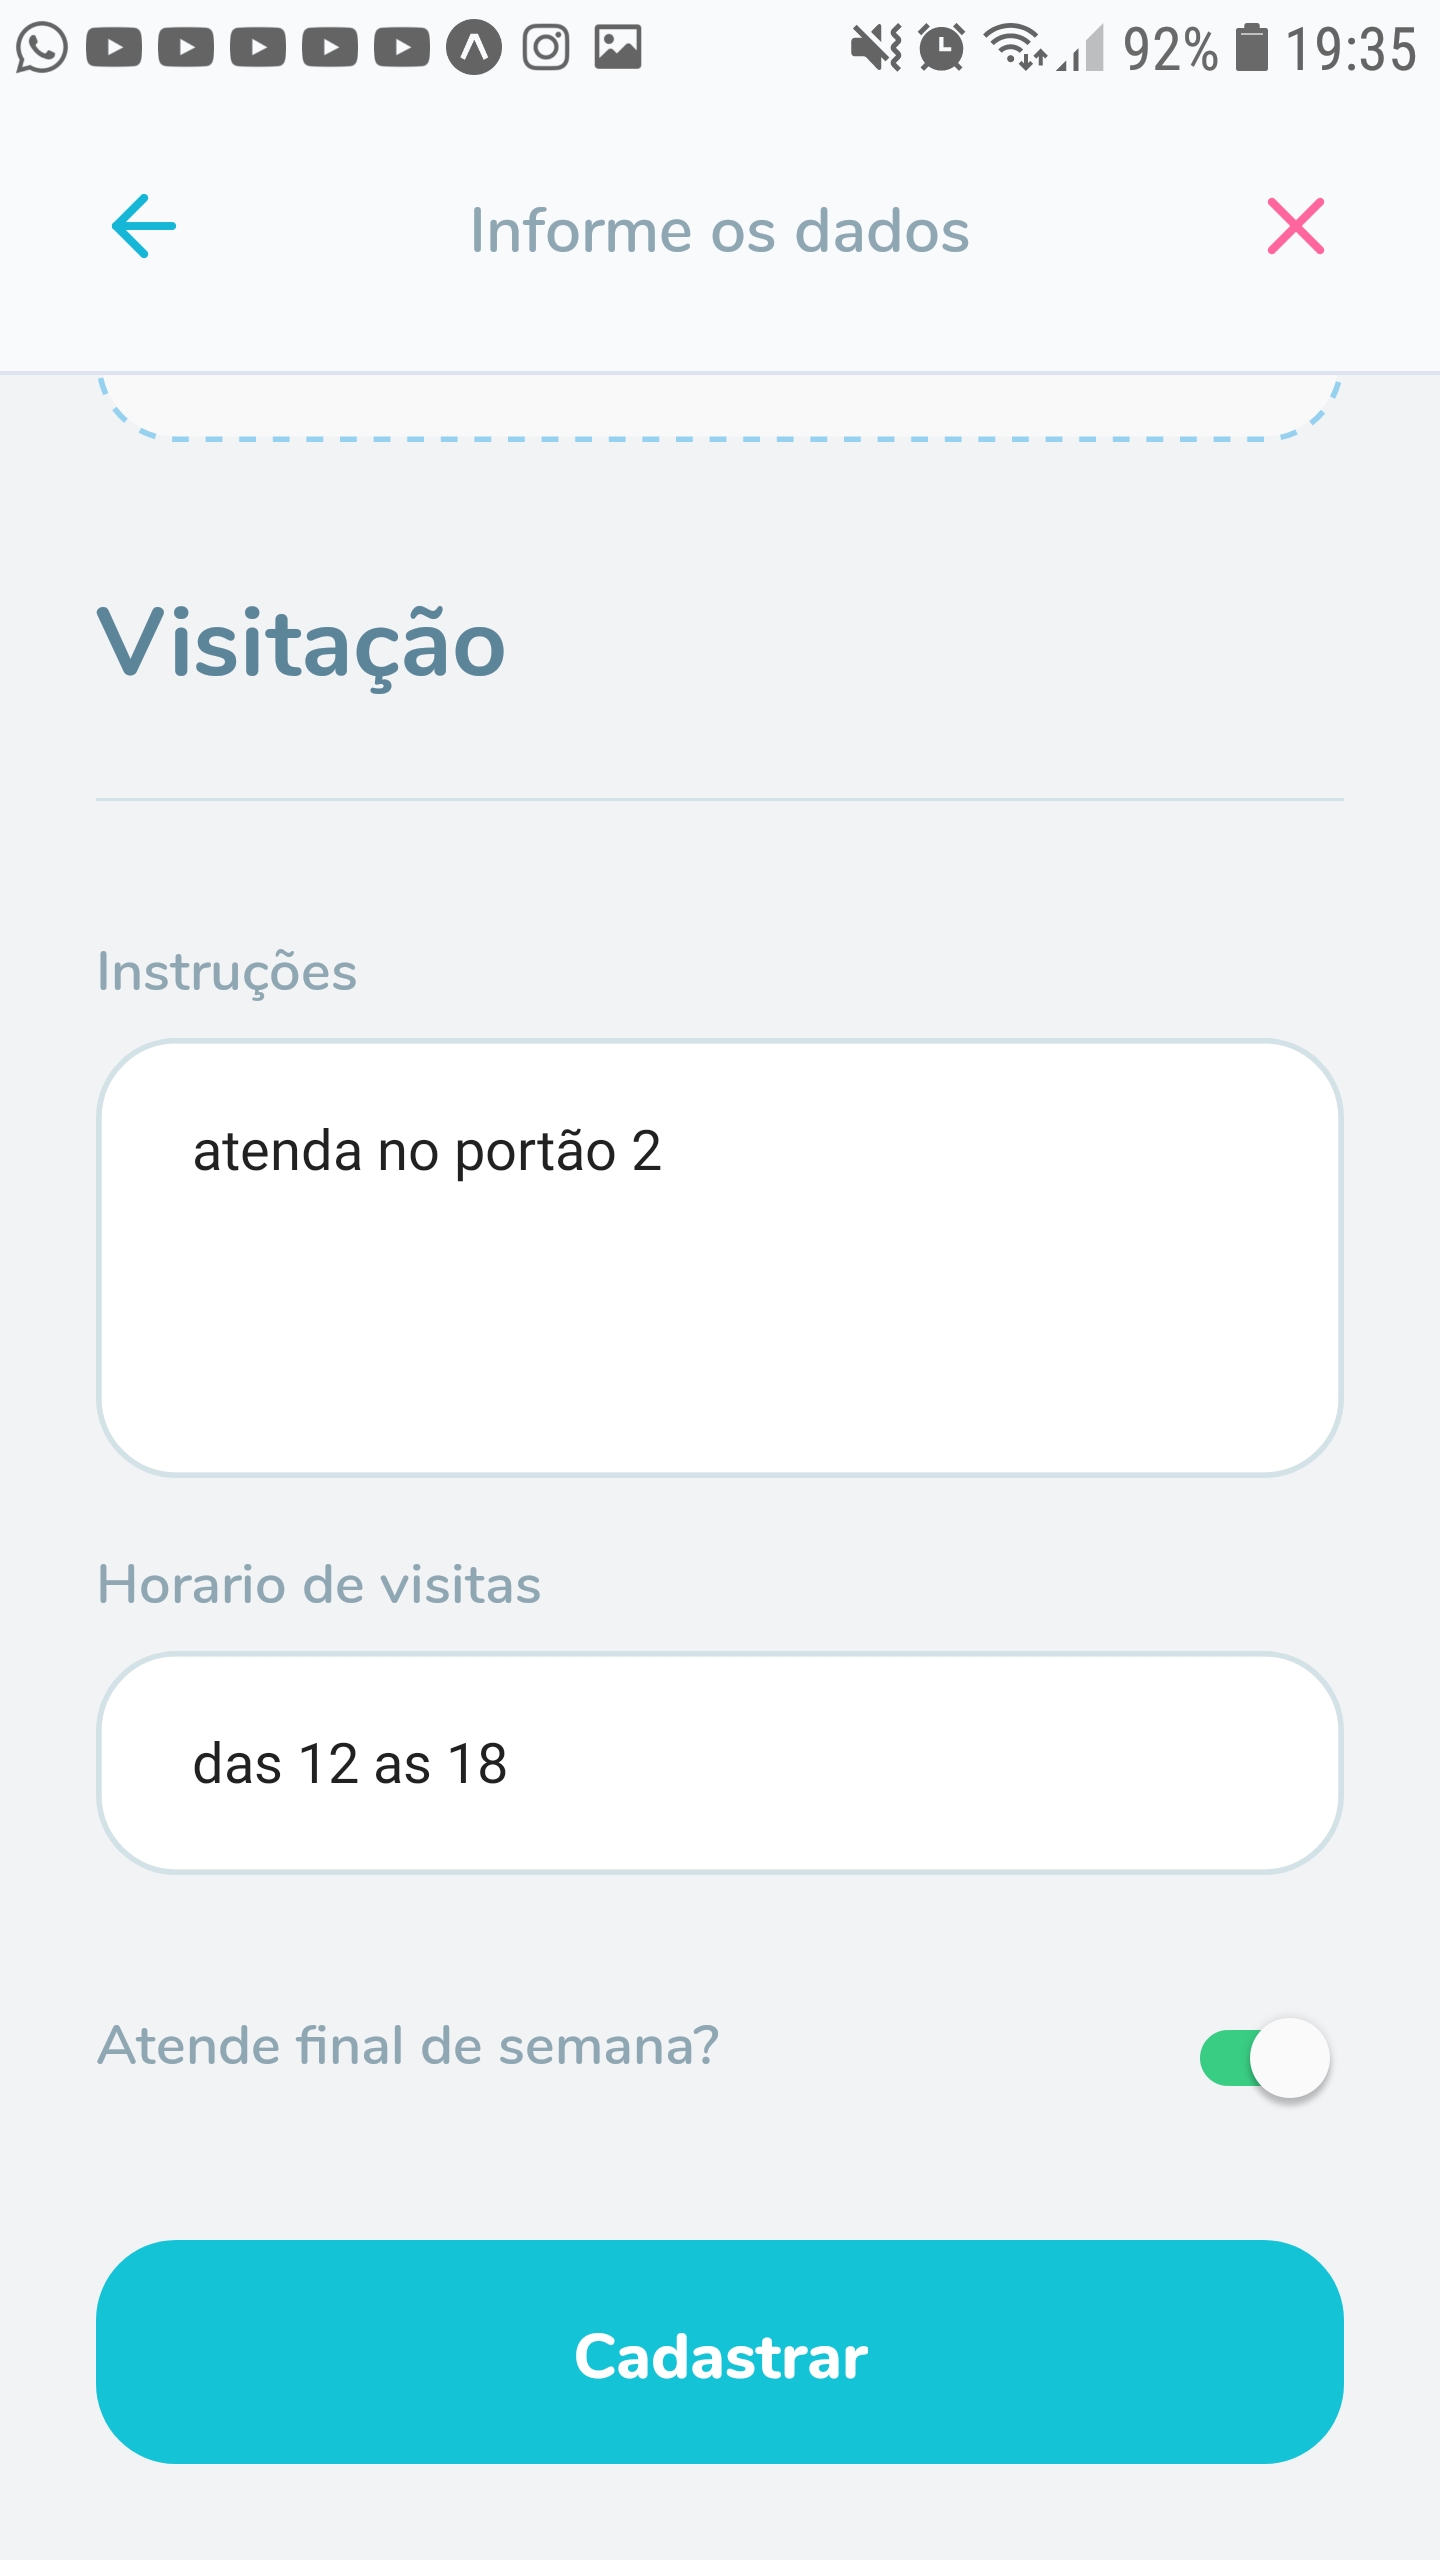 92% 19:35
Informe os dados
Visitação
Instruções
atenda no portão 2
Horario de visitas
das 12 as 18
Atende final de semana?
Cadastrar